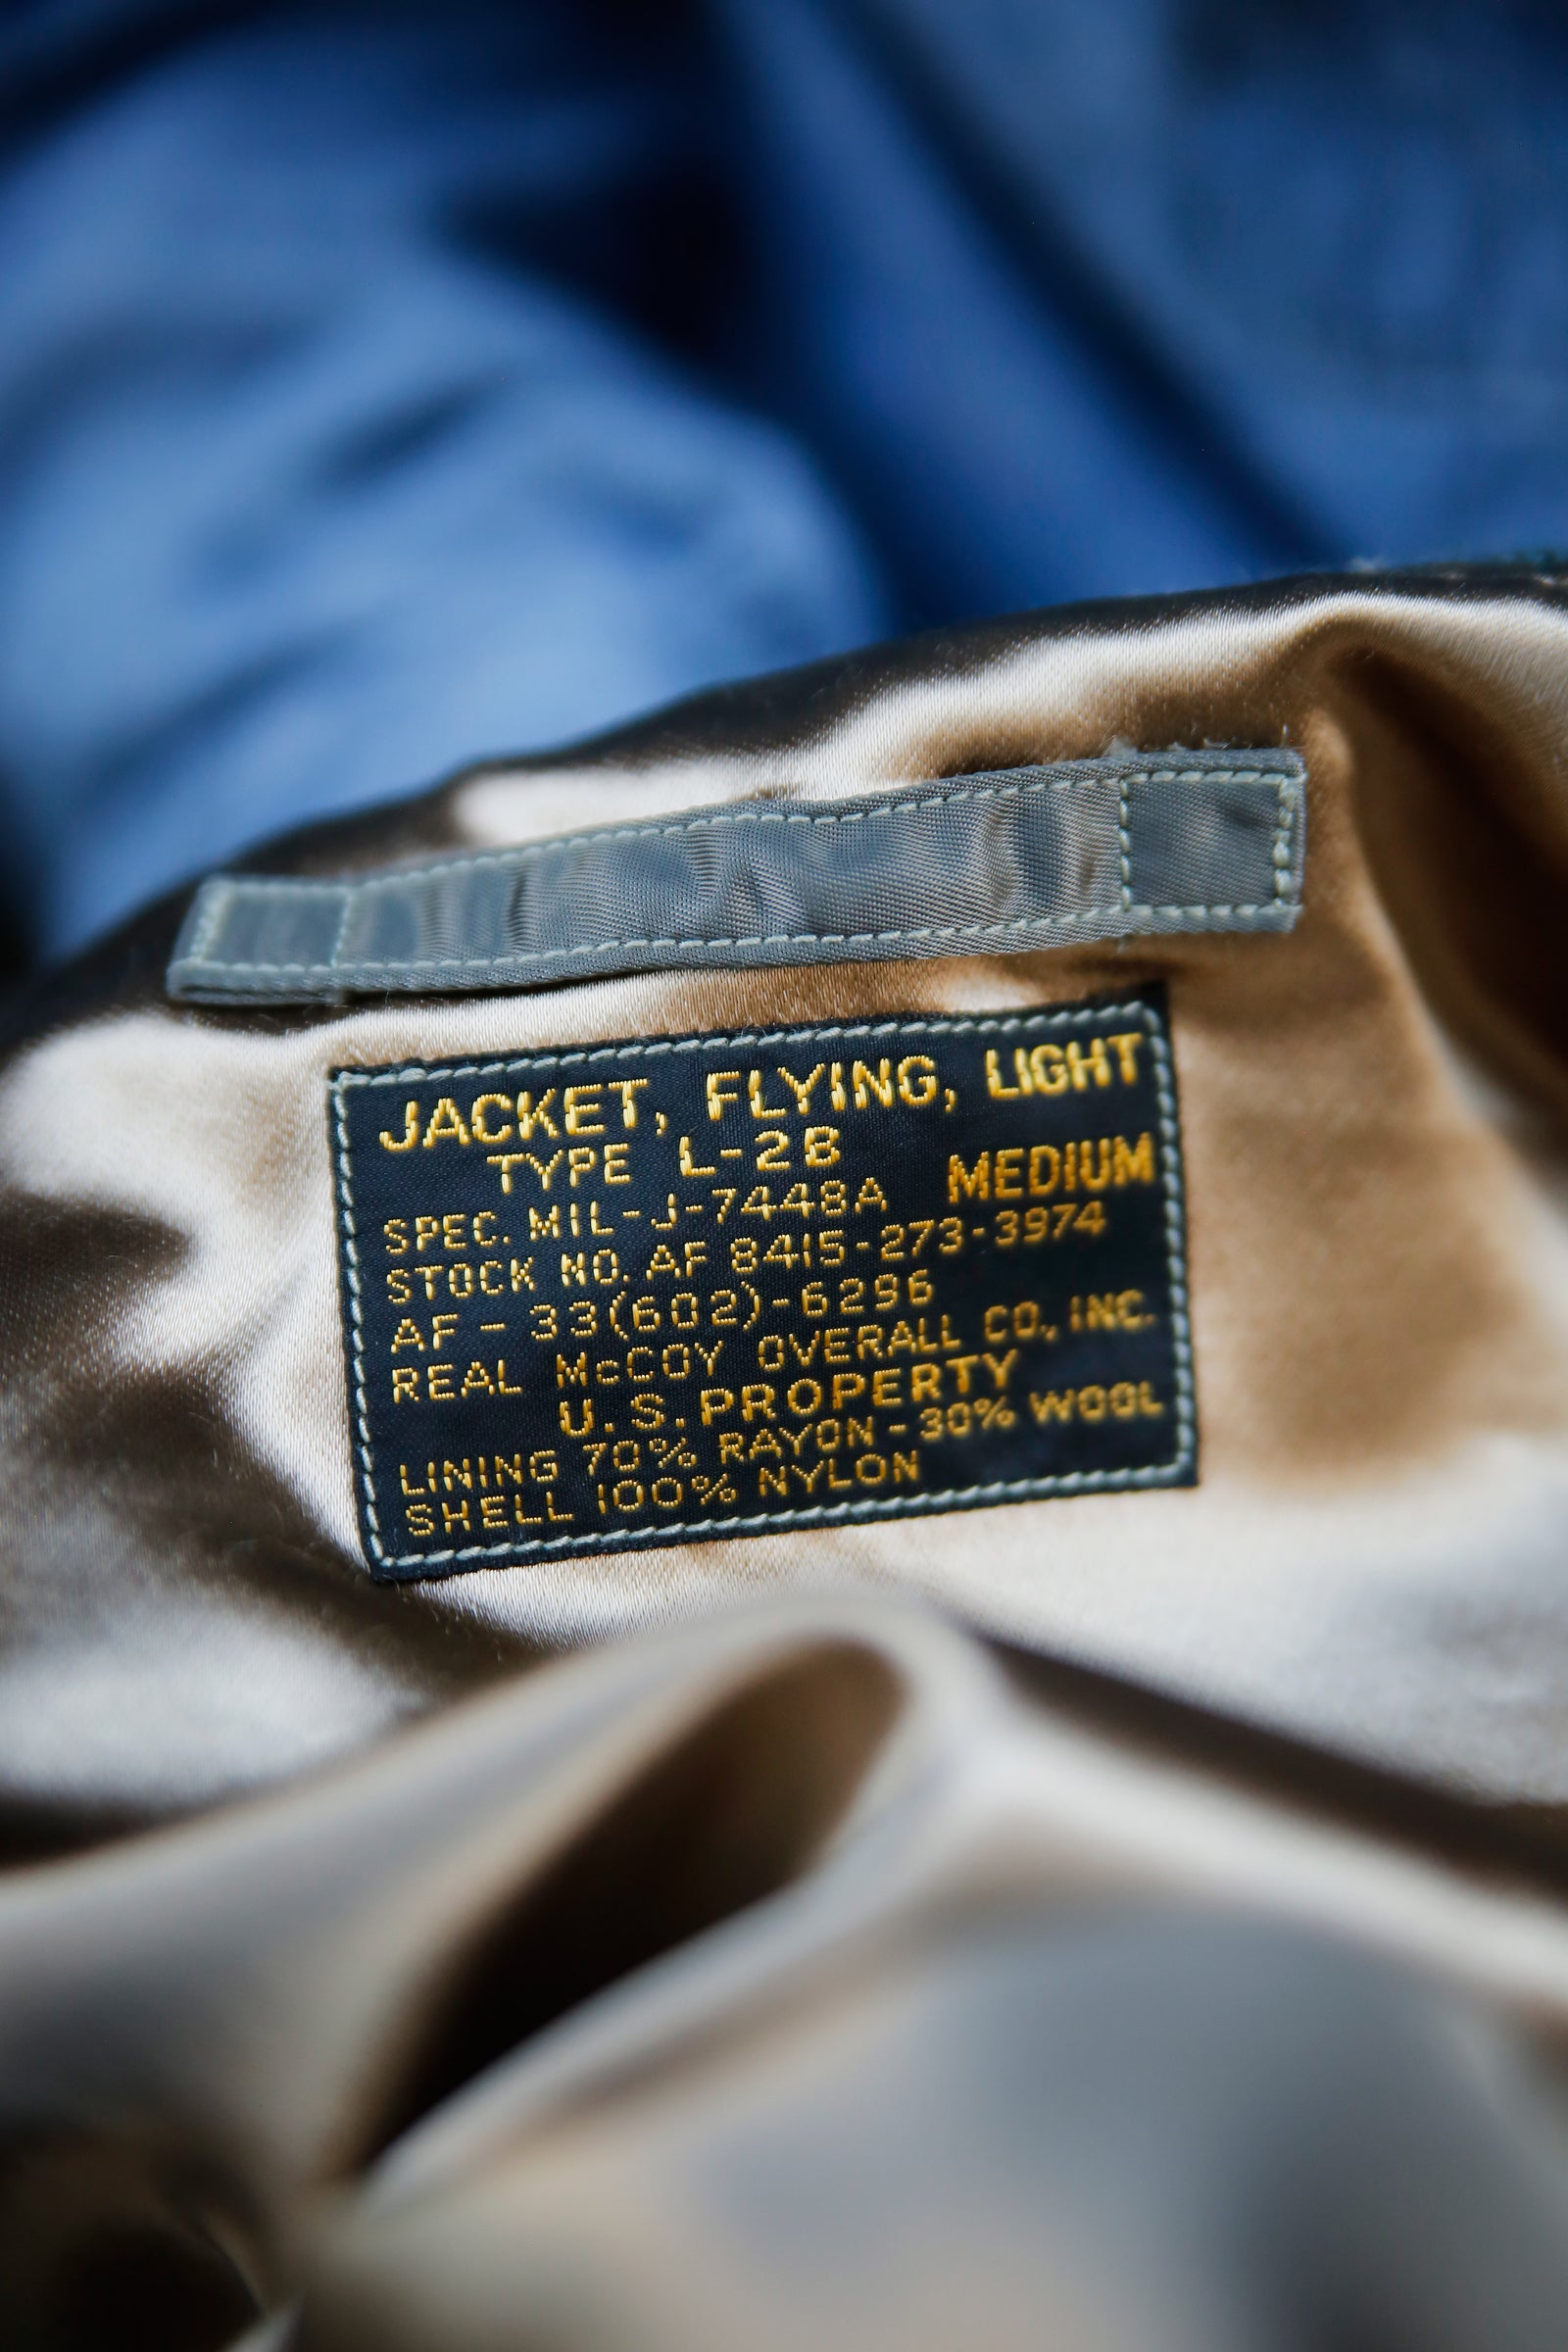 JACKET, FLYING, LIGHT
TYPE L-2B
MEDIUM
SPEC. MIL-J-7448A
STOCK NO. AF 8415-273-3974
AF - 33(602)-6296
REAL McCOY OVERALL CO., INC.
U.S. PROPERTY
LINING 70% RAYON - 30% WOOL
SHELL 100% NYLON